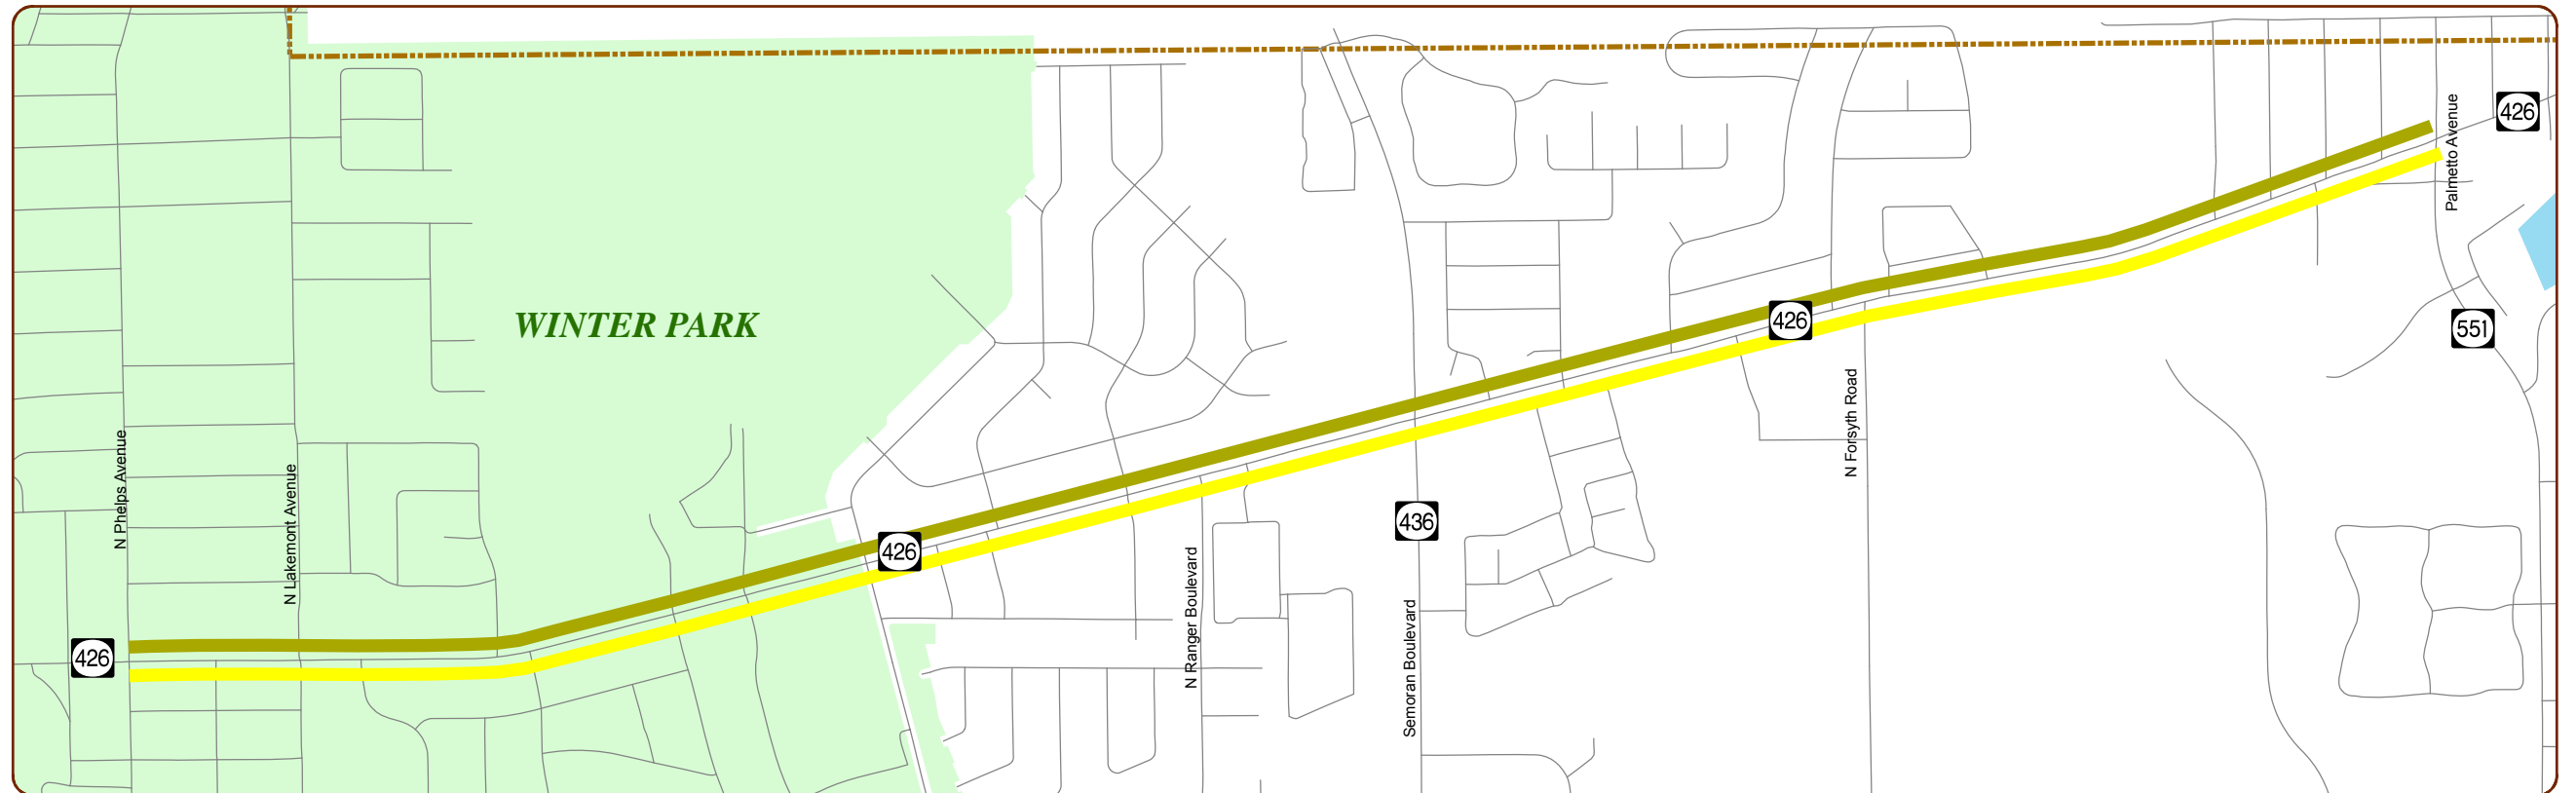 426
Palmetto Avenue
WINTER PARK
426
551
N Forsyth Road
N Phelps Avenue
N Lakemont Avenue
436
426
N Ranger Boulevard
Semoran Boulevard
426